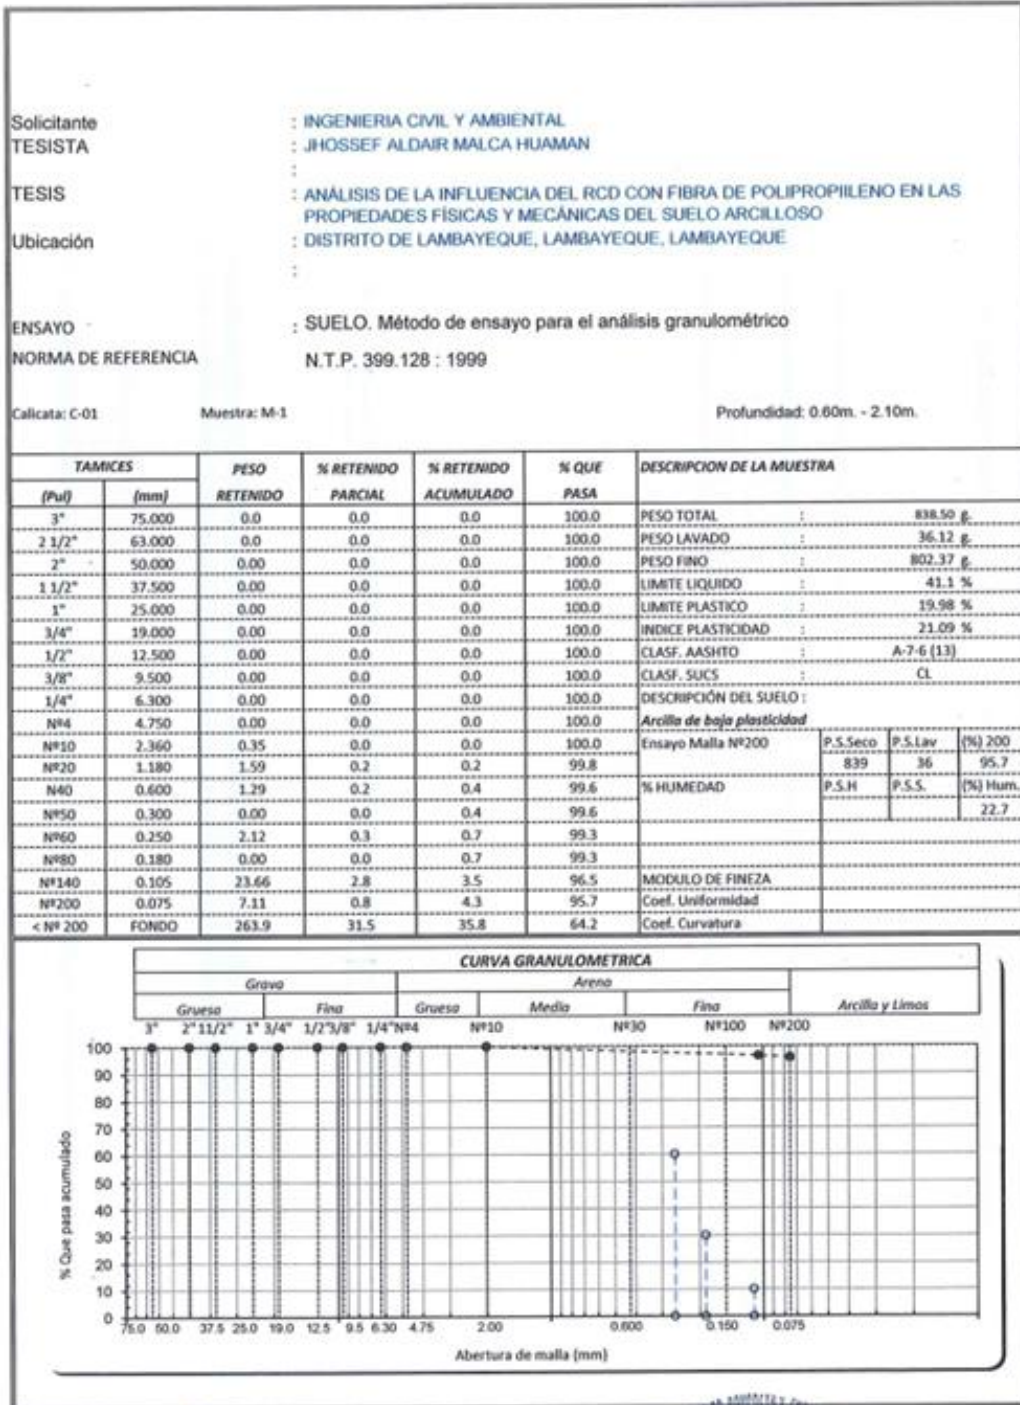 Solicitante : INGENIERIA CIVIL Y AMBIENTAL
TESISTA : JHOSSEF ALDAIR MALCA HUAMAN
:
TESIS : ANÁLISIS DE LA INFLUENCIA DEL RCD CON FIBRA DE POLIPROPIILENO EN LAS
PROPIEDADES FÍSICAS Y MECÁNICAS DEL SUELO ARCILLOSO
Ubicación : DISTRITO DE LAMBAYEQUE, LAMBAYEQUE, LAMBAYEQUE
:
ENSAYO : SUELO. Método de ensayo para el análisis granulométrico
NORMA DE REFERENCIA N.T.P. 399.128 : 1999
Calicata: C-01 Muestra: M-1 Profundidad: 0.60m. - 2.10m.
TAMICES PESO % RETENIDO % RETENIDO % QUE DESCRIPCION DE LA MUESTRA
(Pul) (mm) RETENIDO PARCIAL ACUMULADO PASA
3" 75.000 0.0 0.0 0.0 100.0 PESO TOTAL : 838.50 g.
2 1/2" 63.000 0.0 0.0 0.0 100.0 PESO LAVADO : 36.12 g.
2" 50.000 0.00 0.0 0.0 100.0 PESO FINO : 802.37 g.
1 1/2" 37.500 0.00 0.0 0.0 100.0 LIMITE LIQUIDO : 41.1 %
1" 25.000 0.00 0.0 0.0 100.0 LIMITE PLASTICO : 19.98 %
3/4" 19.000 0.00 0.0 0.0 100.0 INDICE PLASTICIDAD : 21.09 %
1/2" 12.500 0.00 0.0 0.0 100.0 CLASF. AASHTO : A-7-6 (13)
3/8" 9.500 0.00 0.0 0.0 100.0 CLASF. SUCS : CL
1/4" 6.300 0.00 0.0 0.0 100.0 DESCRIPCIÓN DEL SUELO :
Nº4 4.750 0.00 0.0 0.0 100.0 Arcilla de baja plasticidad
Nº10 2.360 0.35 0.0 0.0 100.0 Ensayo Malla Nº200 P.S.Seco P.S.Lav (%) 200
Nº20 1.180 1.59 0.2 0.2 99.8 839 36 95.7
N40 0.600 1.29 0.2 0.4 99.6 % HUMEDAD P.S.H P.S.S. (%) Hum.
Nº50 0.300 0.00 0.0 0.4 99.6 22.7
Nº60 0.250 2.12 0.3 0.7 99.3
Nº80 0.180 0.00 0.0 0.7 99.3
Nº140 0.105 23.66 2.8 3.5 96.5 MODULO DE FINEZA
Nº200 0.075 7.11 0.8 4.3 95.7 Coef. Uniformidad
< Nº 200 FONDO 263.9 31.5 35.8 64.2 Coef. Curvatura
CURVA GRANULOMETRICA
Grava Arena
Gruesa Fina Gruesa Media Fina Arcilla y Limos
3" 2" 11/2" 1" 3/4" 1/2" 3/8" 1/4" Nº4 Nº10 Nº30 Nº100 Nº200
100
90
80
70
60
50
40
30
20
10
0
% Que pasa acumulado
75.0 50.0 37.5 25.0 19.0 12.5 9.5 6.30 4.75 2.00 0.600 0.150 0.075
Abertura de malla (mm)